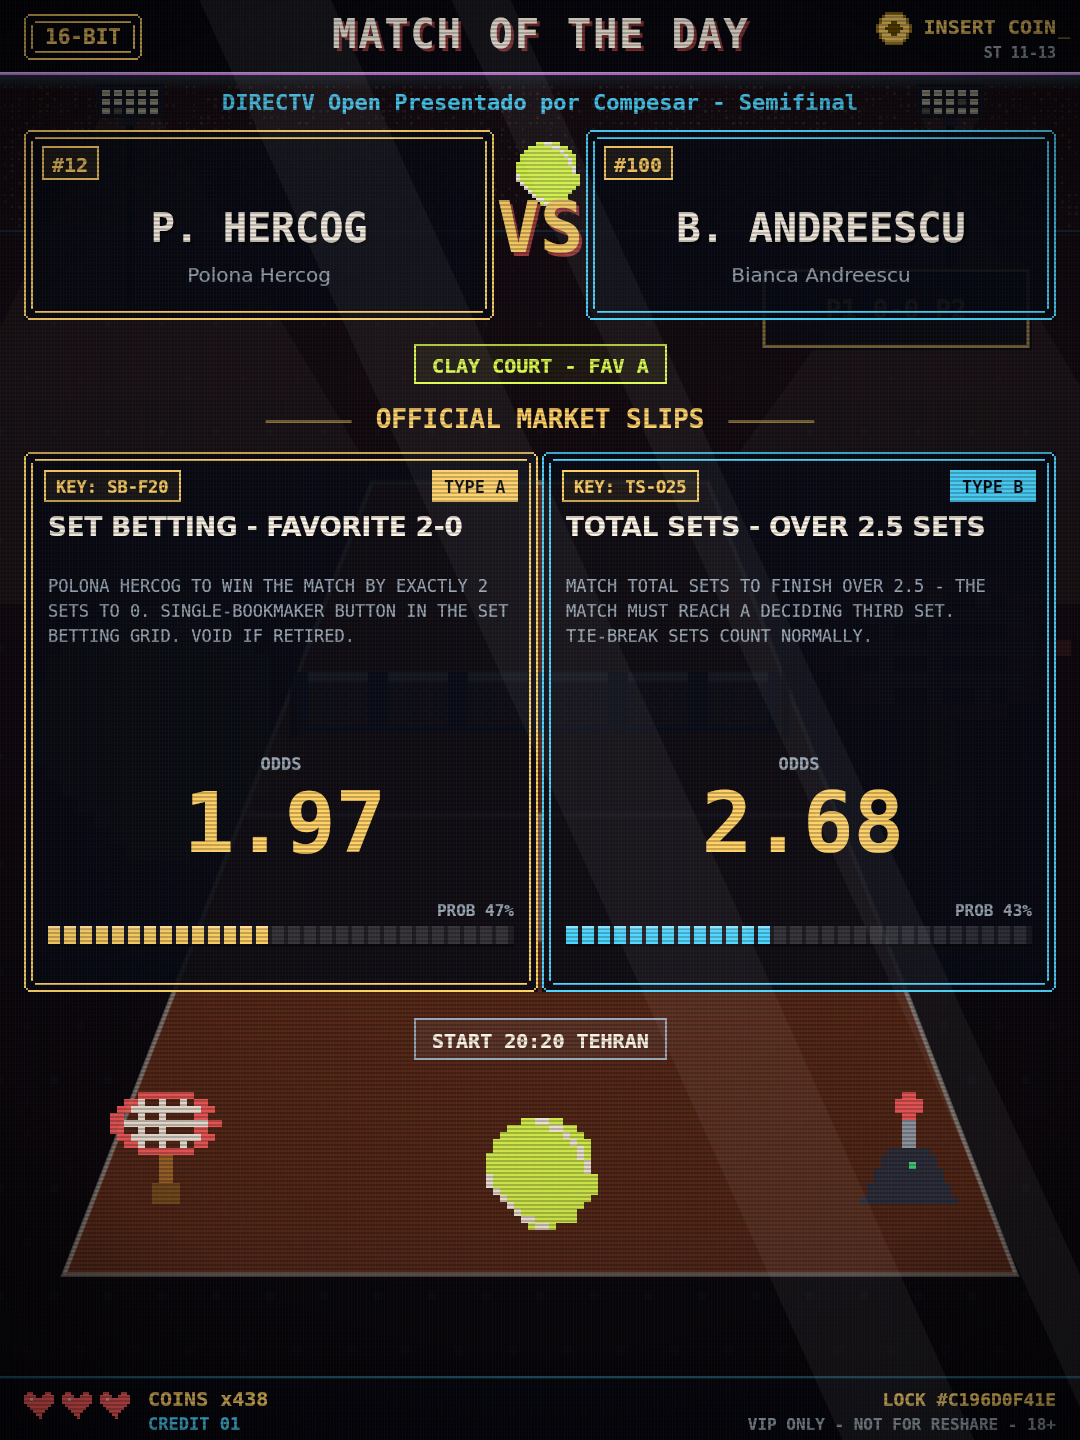 16-BIT
MATCH OF THE DAY
INSERT COIN_
ST 11-13
DIRECTV Open Presentado por Compesar - Semifinal
#12
P. HERCOG
Polona Hercog
VS
#100
B. ANDREESCU
Bianca Andreescu
P1 0-0 P2
CLAY COURT - FAV A
OFFICIAL MARKET SLIPS
KEY: SB-F20
TYPE A
SET BETTING - FAVORITE 2-0
POLONA HERCOG TO WIN THE MATCH BY EXACTLY 2
SETS TO 0. SINGLE-BOOKMAKER BUTTON IN THE SET
BETTING GRID. VOID IF RETIRED.
ODDS
1.97
PROB 47%
KEY: TS-O25
TYPE B
TOTAL SETS - OVER 2.5 SETS
MATCH TOTAL SETS TO FINISH OVER 2.5 - THE
MATCH MUST REACH A DECIDING THIRD SET.
TIE-BREAK SETS COUNT NORMALLY.
ODDS
2.68
PROB 43%
START 20:20 TEHRAN
COINS x438
CREDIT 01
LOCK #C196D0F41E
VIP ONLY - NOT FOR RESHARE - 18+